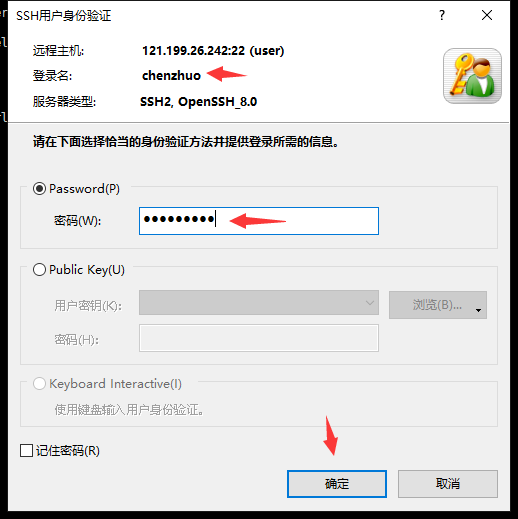 SSH用户身份验证
远程主机: 121.199.26.242:22 (user)
登录名: chenzhuo
服务器类型: SSH2, OpenSSH_8.0
请在下面选择恰当的身份验证方法并提供登录所需的信息。
Password(P)
密码(W): ●●●●●●●●●
Public Key(U)
用户密钥(K):
浏览(B)...
密码(H):
Keyboard Interactive(I)
使用键盘输入用户身份验证。
记住密码(R)
确定
取消